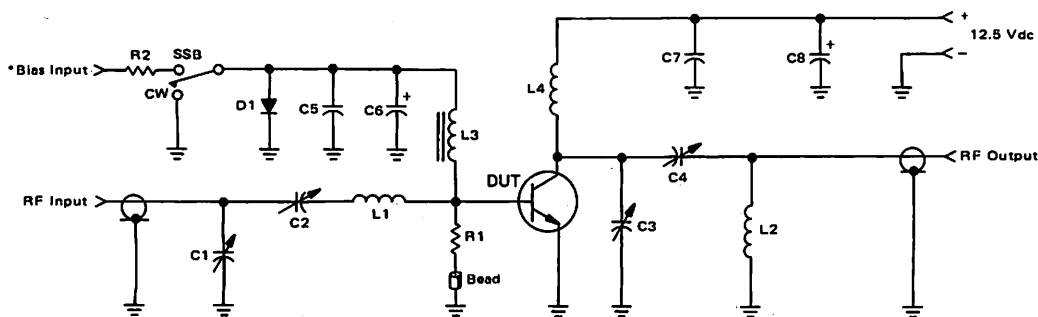 +
12.5 Vdc
−
R2
SSB
*Bias Input
CW
D1
C5
C6
+
L3
L4
C7
C8
+
DUT
C4
RF Output
RF Input
C1
C2
L1
R1
Bead
C3
L2